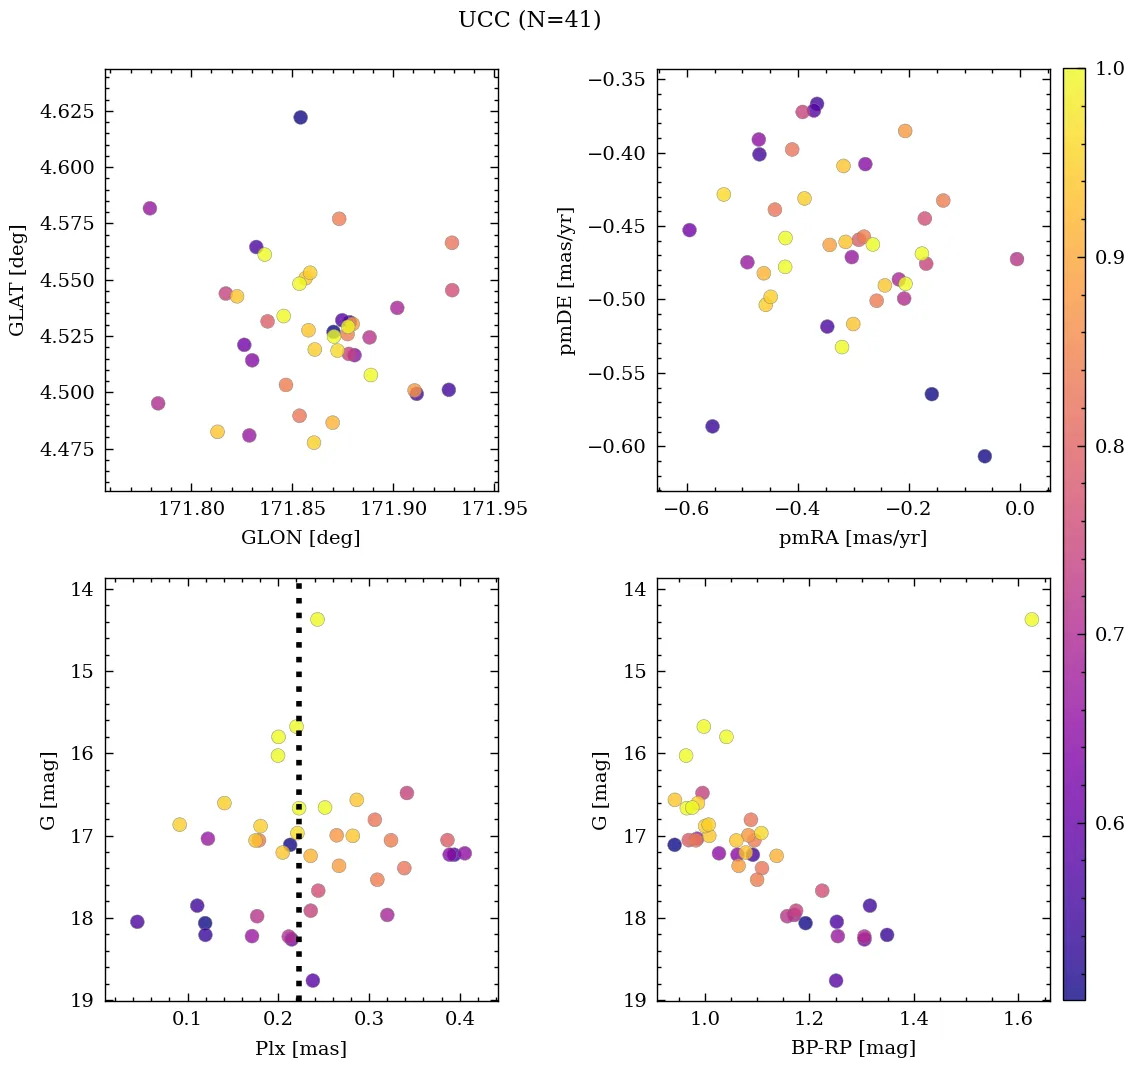 UCC (N=41)
4.625
4.600
4.575
4.550
4.525
4.500
4.475
GLAT [deg]
171.80 171.85 171.90 171.95
GLON [deg]
−0.35
−0.40
−0.45
−0.50
−0.55
−0.60
pmDE [mas/yr]
−0.6 −0.4 −0.2 0.0
pmRA [mas/yr]
1.0
0.9
0.8
0.7
0.6
14
15
16
17
18
19
G [mag]
0.1 0.2 0.3 0.4
Plx [mas]
14
15
16
17
18
19
G [mag]
1.0 1.2 1.4 1.6
BP-RP [mag]